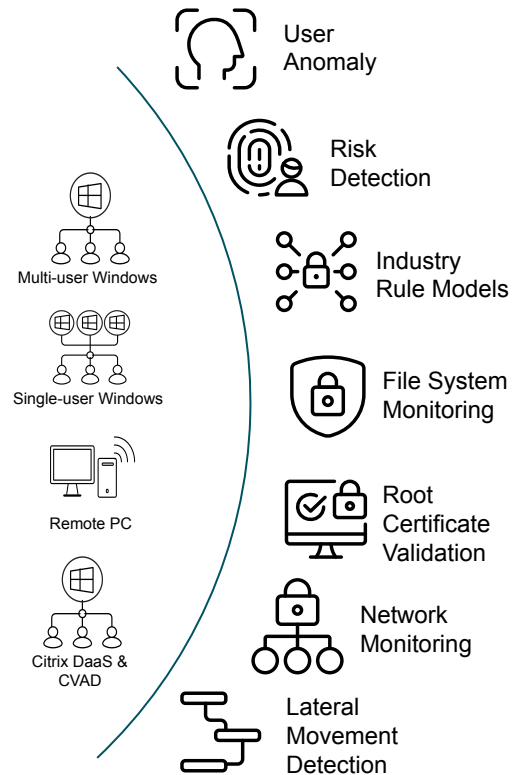 User
Anomaly
Risk
Detection
Industry
Rule Models
File System
Monitoring
Root
Certificate
Validation
Network
Monitoring
Lateral
Movement
Detection
Multi-user Windows
Single-user Windows
Remote PC
Citrix DaaS &
CVAD